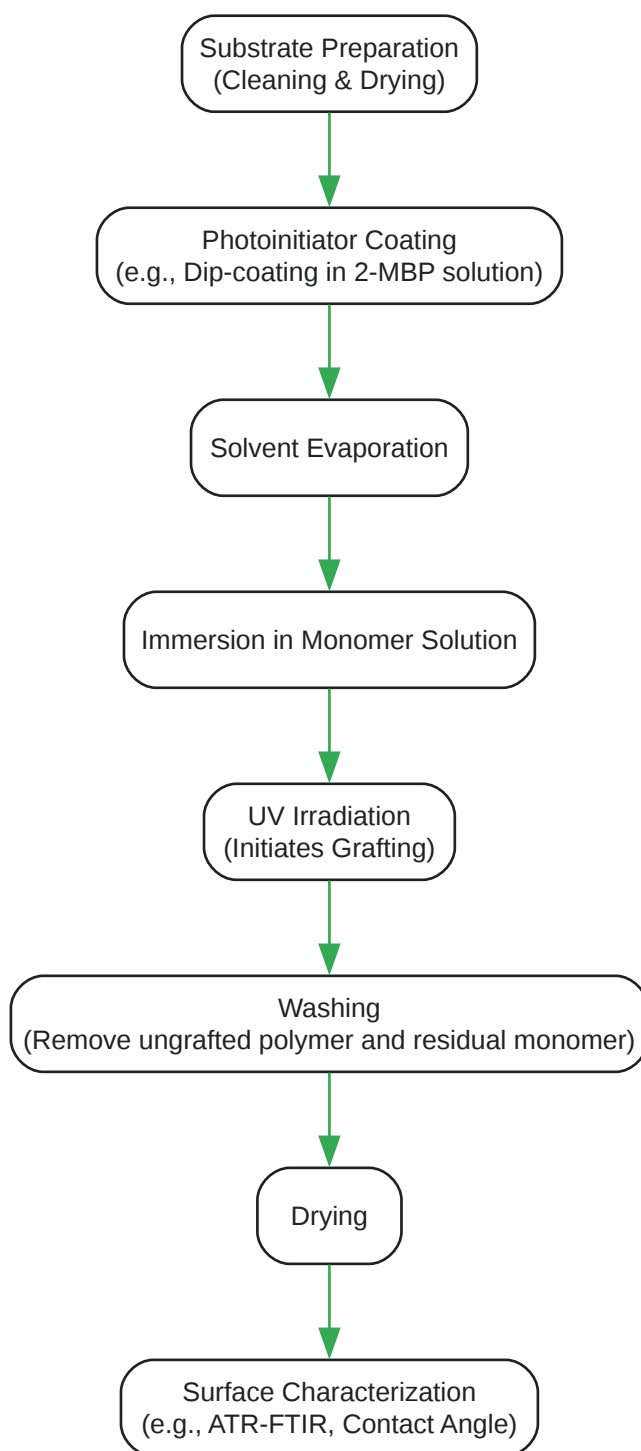 Substrate Preparation
(Cleaning & Drying)
Photoinitiator Coating
(e.g., Dip-coating in 2-MBP solution)
Solvent Evaporation
Immersion in Monomer Solution
UV Irradiation
(Initiates Grafting)
Washing
(Remove ungrafted polymer and residual monomer)
Drying
Surface Characterization
(e.g., ATR-FTIR, Contact Angle)